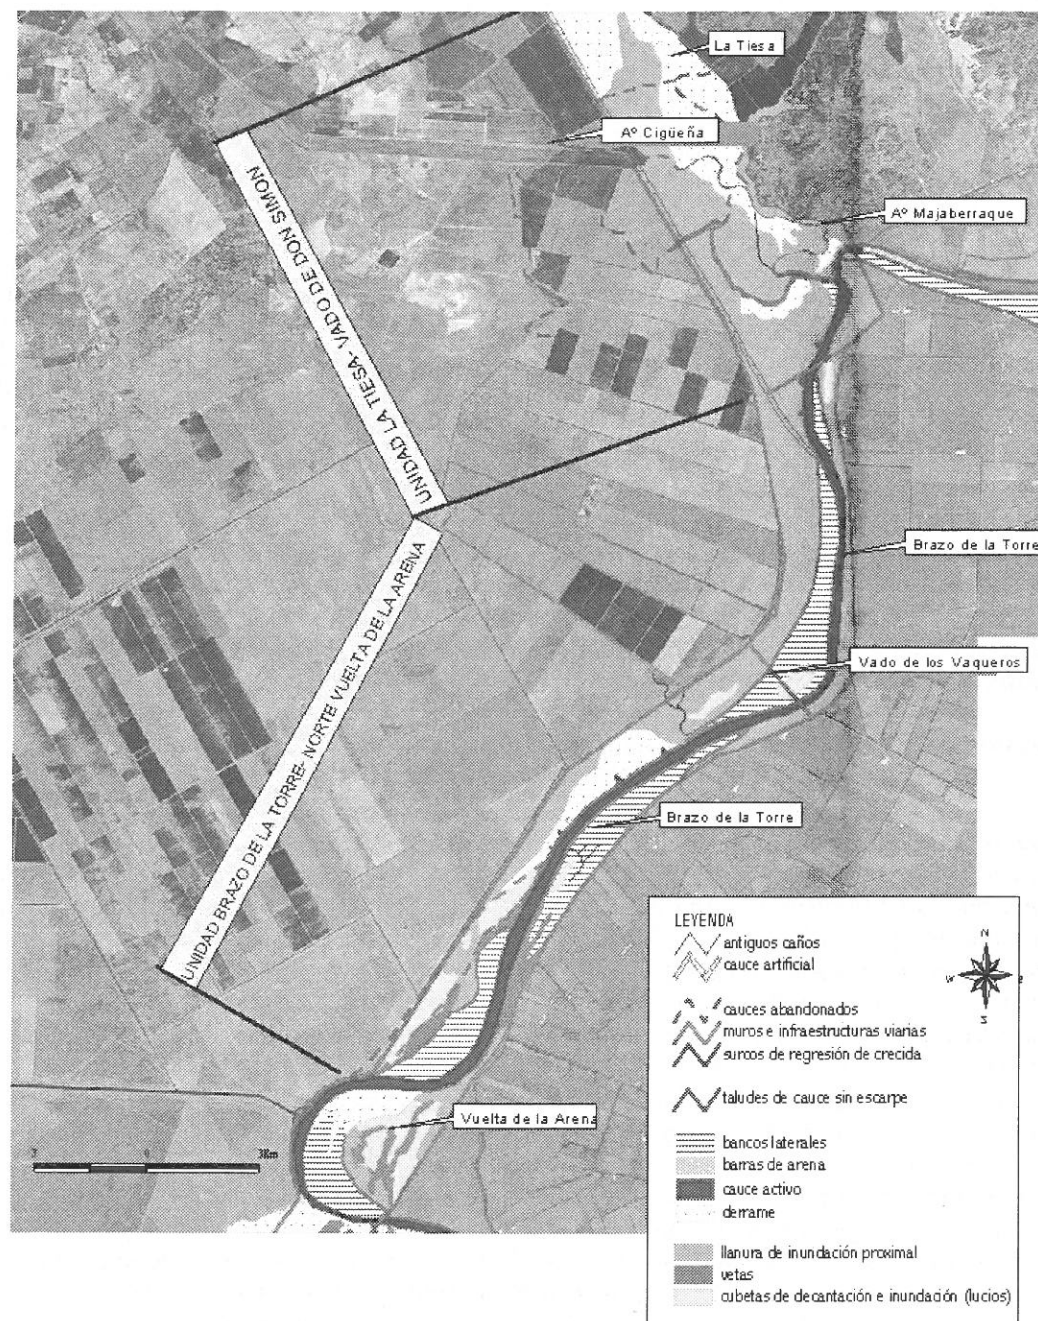 La Tiesa
Aº Cigüeña
Aº Majaberraque
UNIDAD LA TIESA- VADO DE DON SIMON
Brazo de la Torre
UNIDAD BRAZO DE LA TORRE- NORTE VUELTA DE LA ARENA
Vado de los Vaqueros
Brazo de la Torre
Vuelta de la Arena
3Km
LEYENDA
antiguos caños
cauce artificial
cauces abandonados
muros e infraestructuras viarias
surcos de regresión de crecida
taludes de cauce sin escarpe
bancos laterales
barras de arena
cauce activo
derrame
llanura de inundación proximal
vetas
cubetas de decantación e inundación (lucios)
N
W
E
S